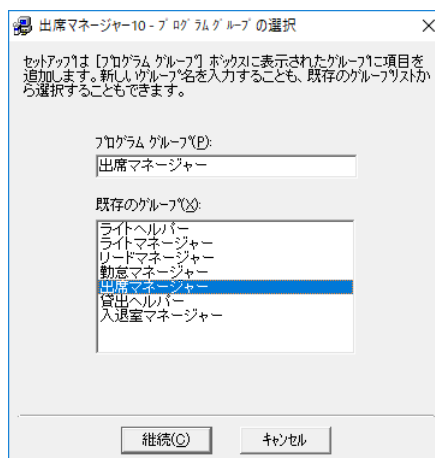 出席マネージャー10 - ﾌﾟﾛｸﾞﾗﾑ ｸﾞﾙｰﾌﾟ の選択
ｾｯﾄｱｯﾌﾟは [ﾌﾟﾛｸﾞﾗﾑ ｸﾞﾙｰﾌﾟ] ﾎﾞｯｸｽに表示されたｸﾞﾙｰﾌﾟに項目を
追加します。新しいｸﾞﾙｰﾌﾟ名を入力することも、既存のｸﾞﾙｰﾌﾟﾘｽﾄか
ら選択することもできます。
ﾌﾟﾛｸﾞﾗﾑ ｸﾞﾙｰﾌﾟ(P):
出席マネージャー
既存のｸﾞﾙｰﾌﾟ(X):
ライトヘルパー
ライトマネージャー
リードマネージャー
勤怠マネージャー
出席マネージャー
貸出ヘルパー
入退室マネージャー
継続(C)
ｷｬﾝｾﾙ